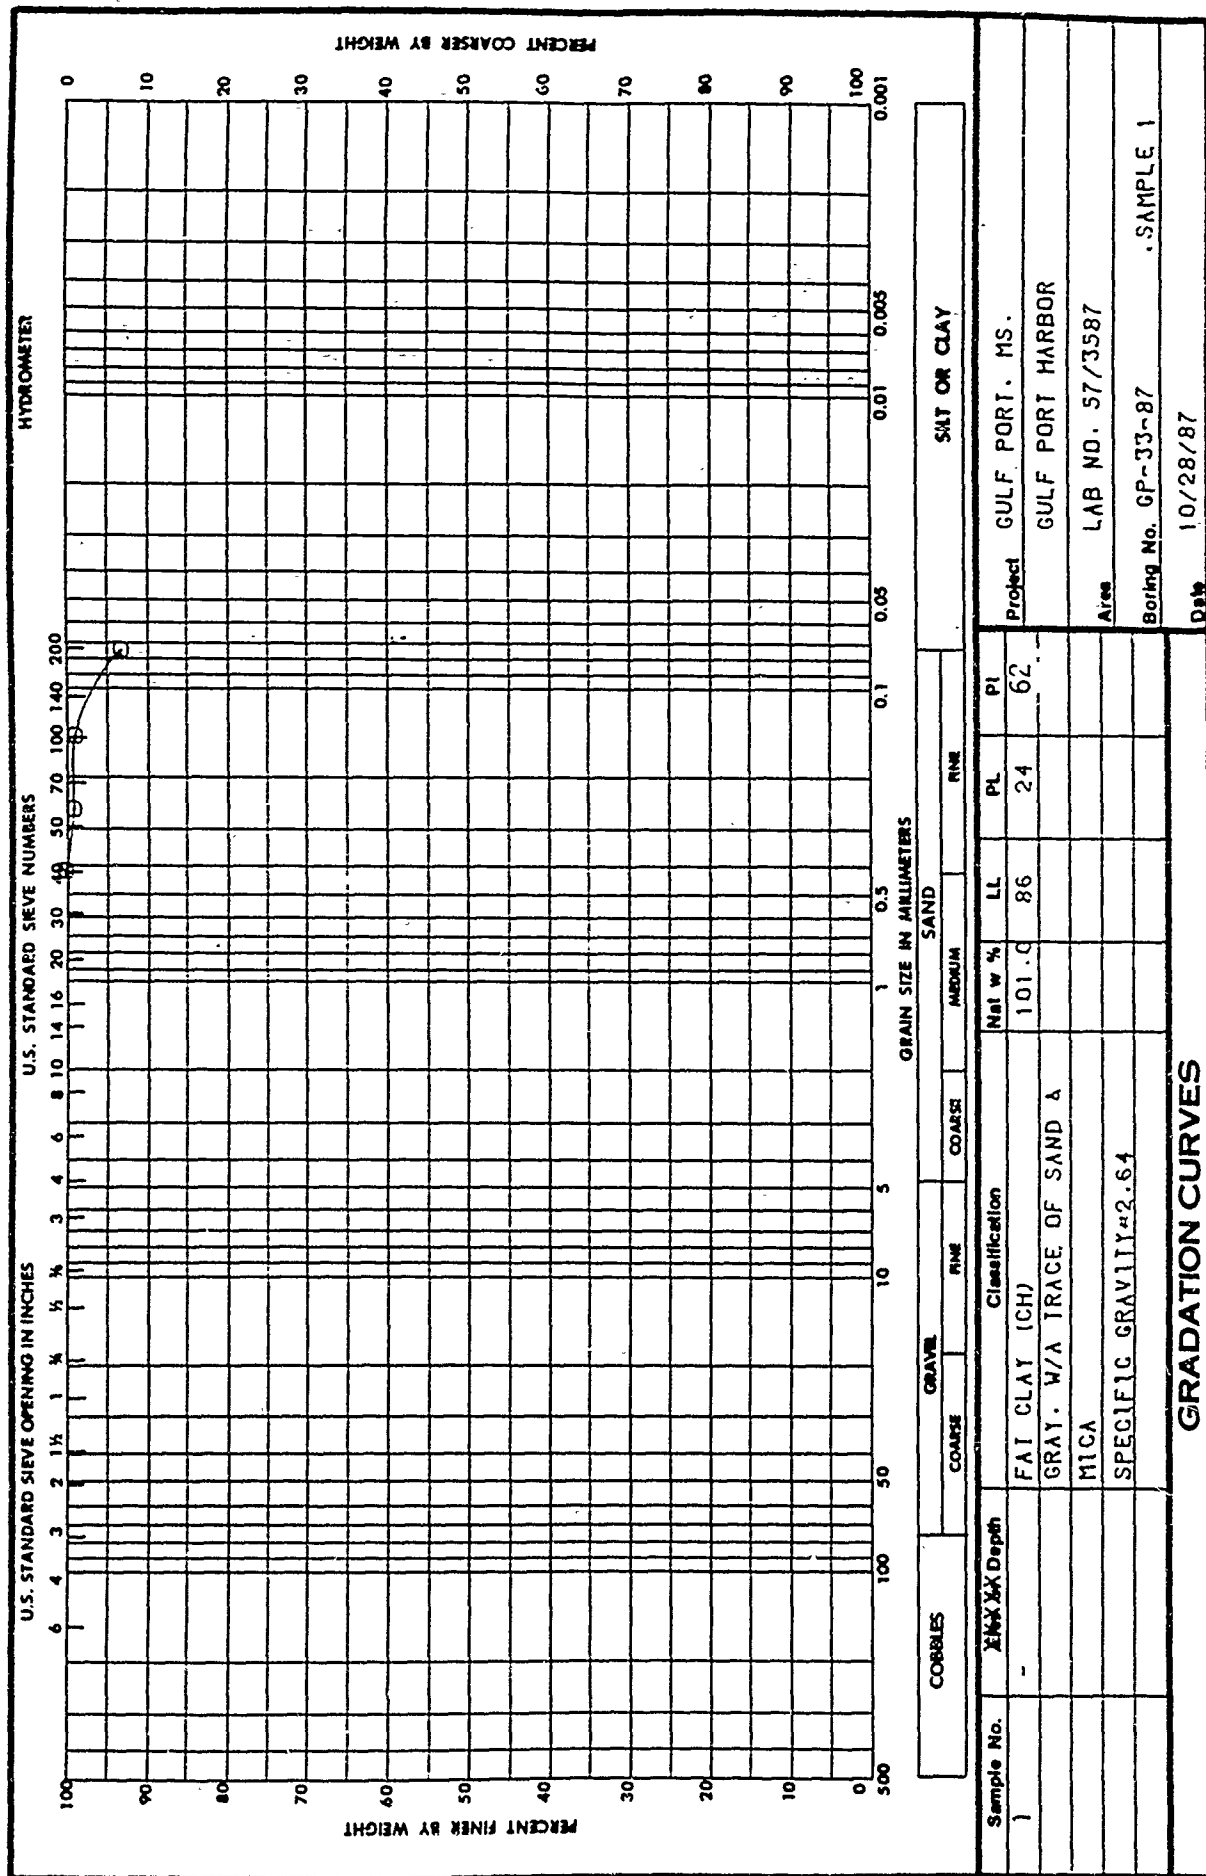 U.S. STANDARD SIEVE OPENING IN INCHES
U.S. STANDARD SIEVE NUMBERS
HYDROMETER
6 4 3 2 1½ 1 ¾ ½ ⅜ 3 4 6 8 10 14 16 20 30 40 50 70 100 140 200
PERCENT FINER BY WEIGHT
100
90
80
70
60
50
40
30
20
10
0
PERCENT COARSER BY WEIGHT
0
10
20
30
40
50
60
70
80
90
100
500 100 50 10 5 1 0.5 0.1 0.05 0.01 0.005 0.001
GRAIN SIZE IN MILLIMETERS
COBBLES
GRAVEL
SAND
SILT OR CLAY
COARSE FINE COARSE MEDIUM FINE
Sample No. Depth Classification Nat w % LL PL PI
1 - FAT CLAY (CH) 101.0 86 24 62
GRAY. W/A TRACE OF SAND &
MICA
SPECIFIC GRAVITY=2.64
Project GULF PORT. MS.
GULF PORT HARBOR
Area LAB NO. 57/3587
Boring No. GP-33-87 .SAMPLE 1
Date 10/28/87
GRADATION CURVES